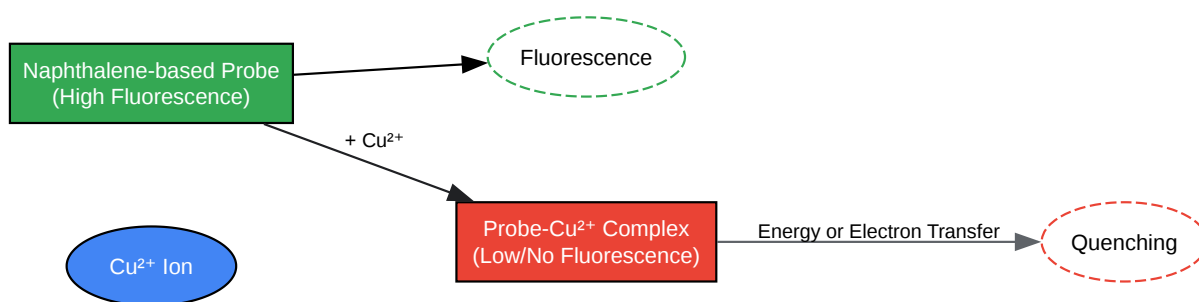 Naphthalene-based Probe
(High Fluorescence)
Fluorescence
+ Cu²⁺
Probe-Cu²⁺ Complex
(Low/No Fluorescence)
Energy or Electron Transfer
Quenching
Cu²⁺ Ion